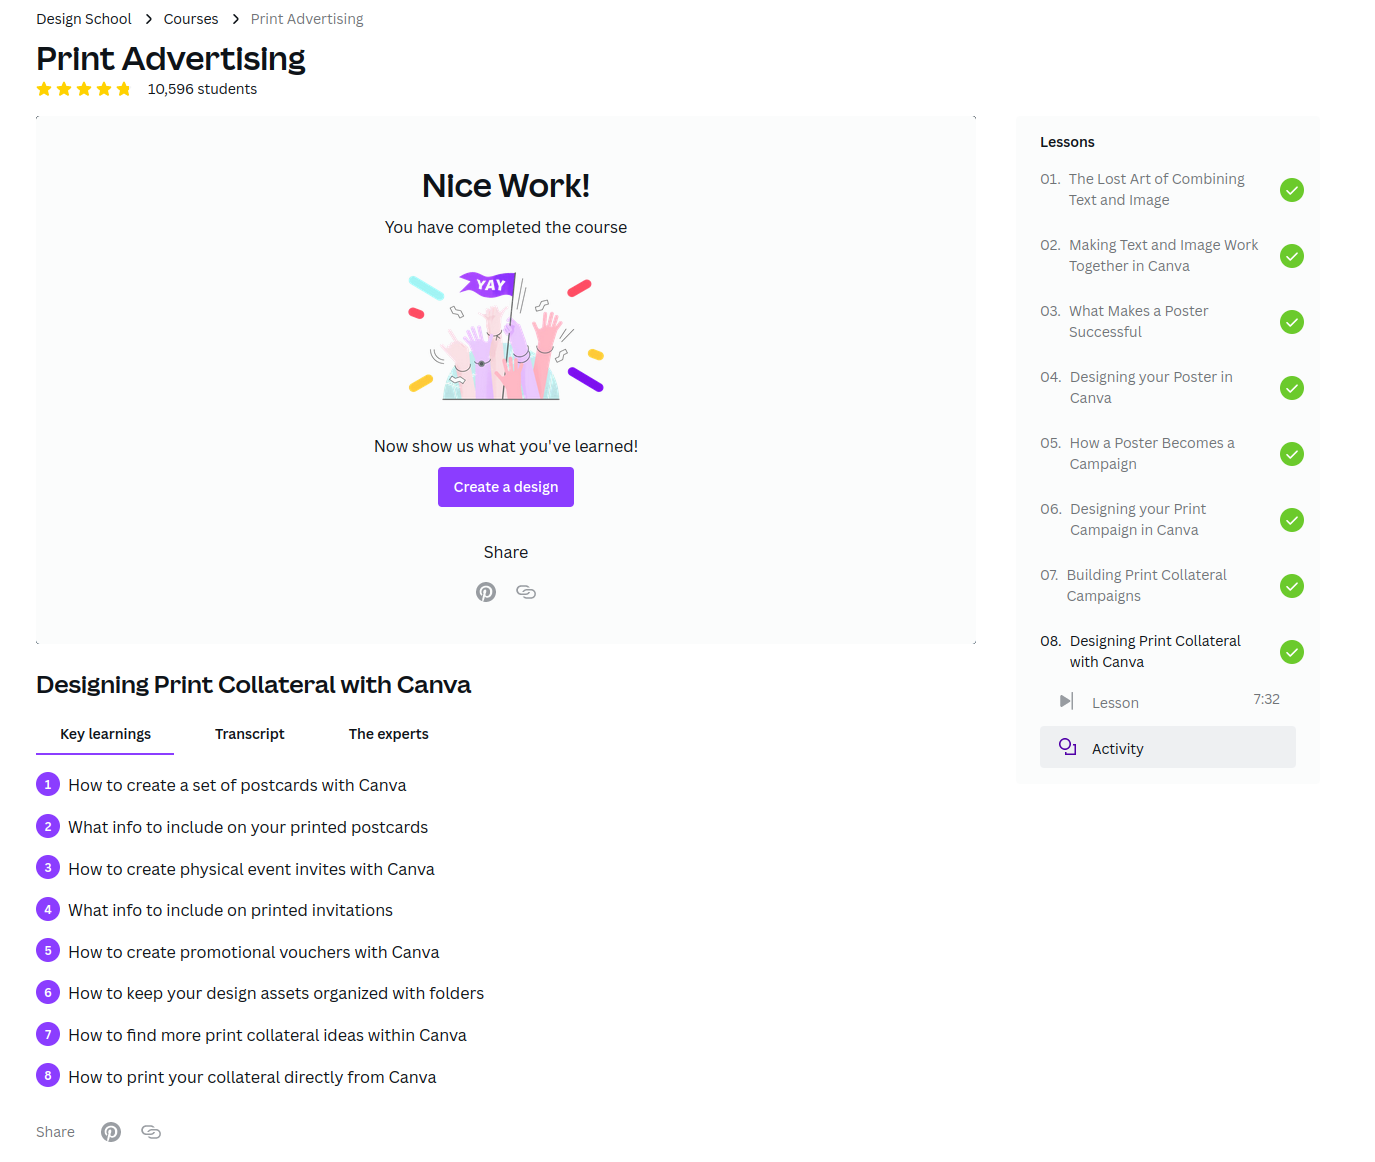 Design School > Courses > Print Advertising
Print Advertising
10,596 students
Nice Work!
You have completed the course
YAY
Now show us what you've learned!
Create a design
Share
Lessons
01. The Lost Art of Combining
Text and Image
02. Making Text and Image Work
Together in Canva
03. What Makes a Poster
Successful
04. Designing your Poster in
Canva
05. How a Poster Becomes a
Campaign
06. Designing your Print
Campaign in Canva
07. Building Print Collateral
Campaigns
08. Designing Print Collateral
with Canva
Lesson 7:32
Activity
Designing Print Collateral with Canva
Key learnings Transcript The experts
1 How to create a set of postcards with Canva
2 What info to include on your printed postcards
3 How to create physical event invites with Canva
4 What info to include on printed invitations
5 How to create promotional vouchers with Canva
6 How to keep your design assets organized with folders
7 How to find more print collateral ideas within Canva
8 How to print your collateral directly from Canva
Share